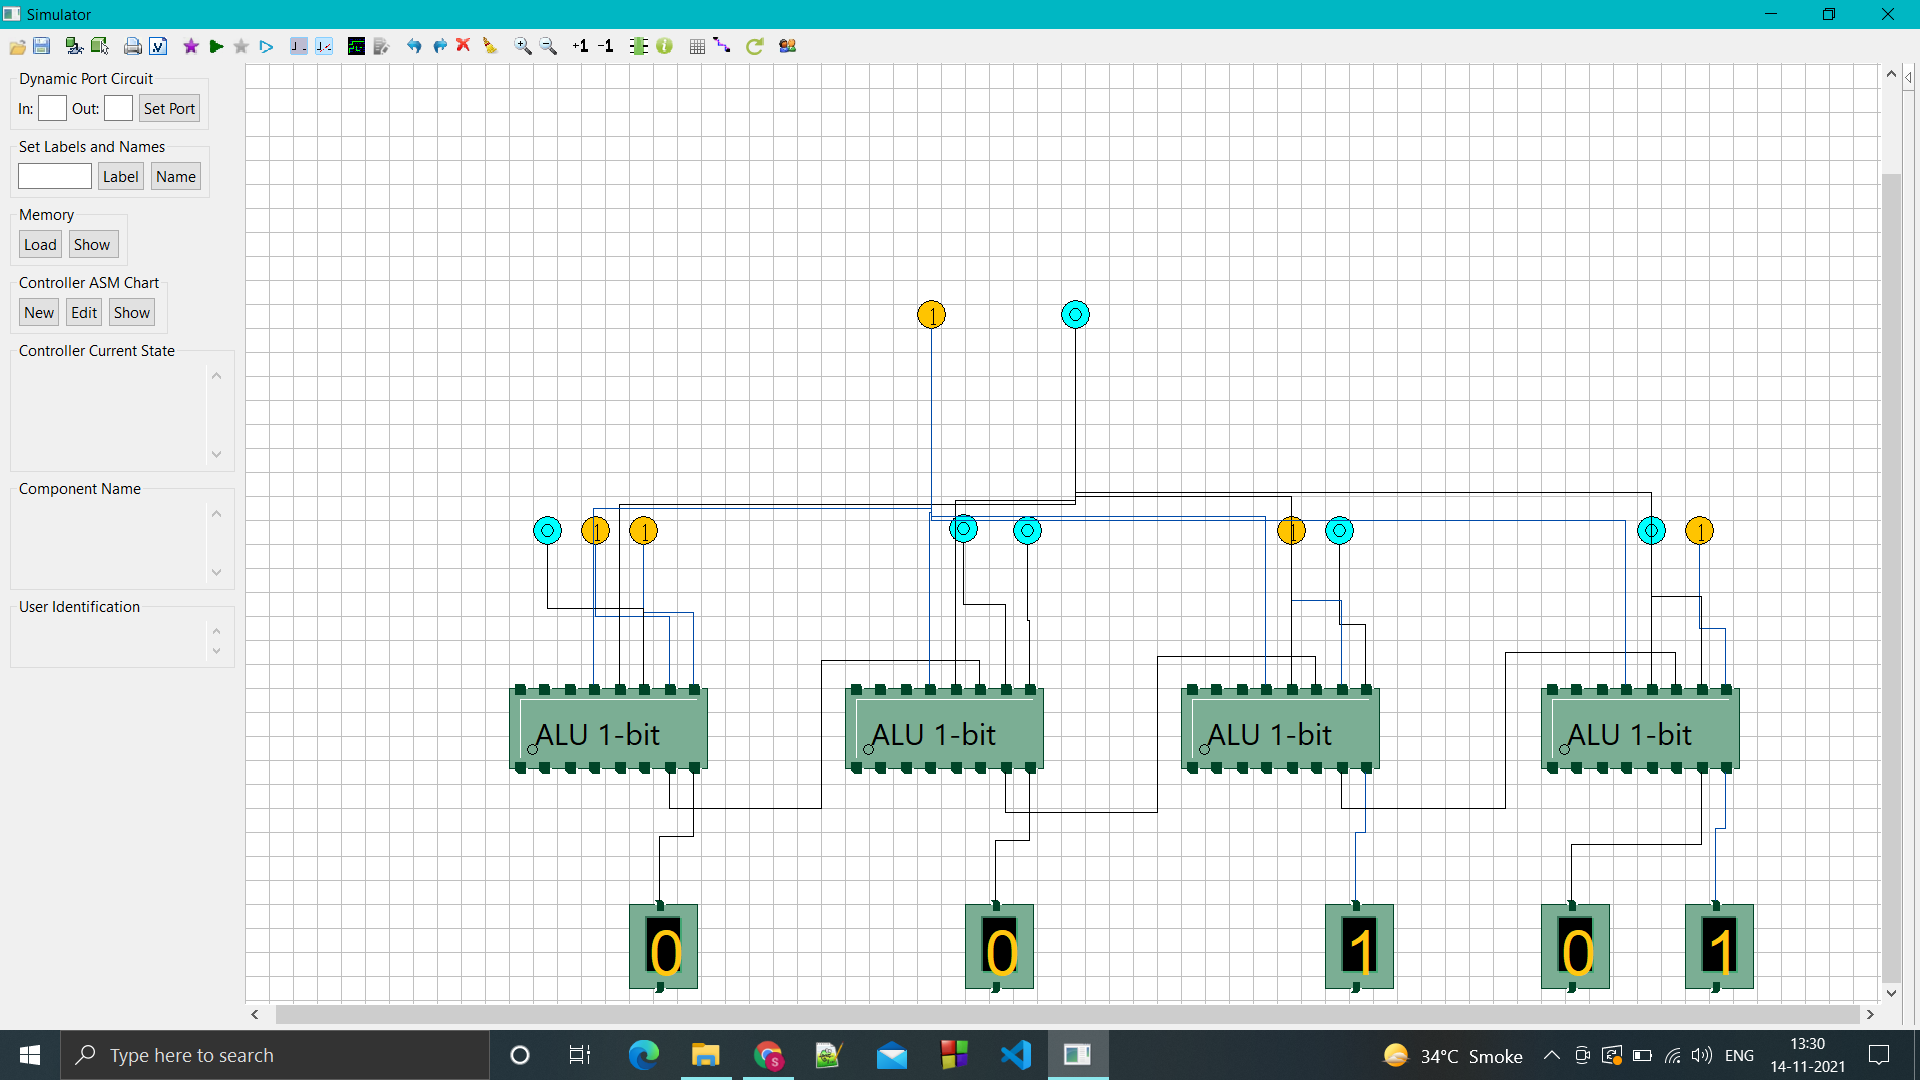 Simulator
+1 -1
Dynamic Port Circuit
In: Out: Set Port
Set Labels and Names
Label Name
Memory
Load Show
Controller ASM Chart
New Edit Show
Controller Current State
Component Name
User Identification
1 0
0 1 1 0 0 1 0 0 1
ALU 1-bit ALU 1-bit ALU 1-bit ALU 1-bit
0 0 1 0 1
Type here to search
34°C Smoke
ENG
13:30
14-11-2021